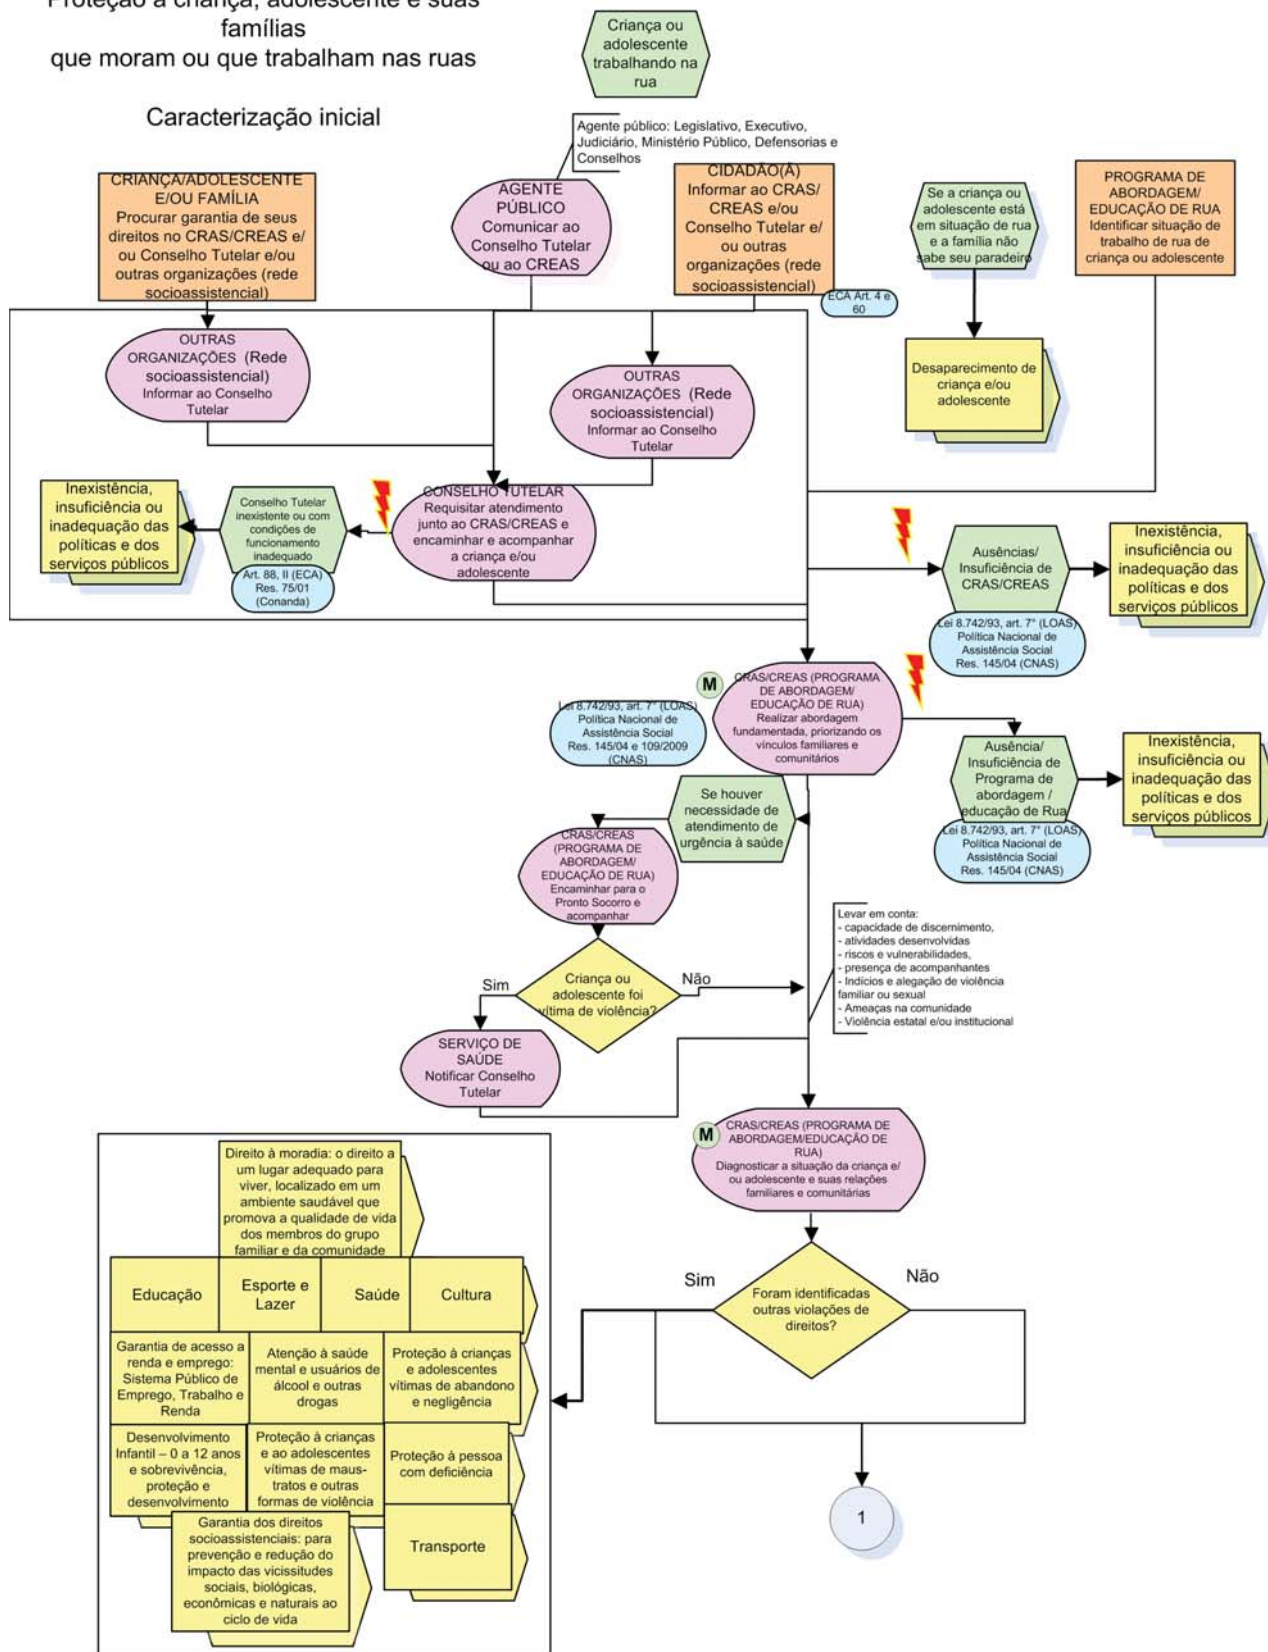 Proteção à criança, adolescente e suas
famílias
que moram ou que trabalham nas ruas
Caracterização inicial
Criança ou
adolescente
trabalhando na
rua
Agente público: Legislativo, Executivo,
Judiciário, Ministério Público, Defensorias e
Conselhos
CRIANÇA/ADOLESCENTE
E/OU FAMÍLIA
Procurar garantia de seus
direitos no CRAS/CREAS e/
ou Conselho Tutelar e/ou
outras organizações (rede
socioassistencial)
AGENTE
PÚBLICO
Comunicar ao
Conselho Tutelar
ou ao CREAS
CIDADÃO(Ã)
Informar ao CRAS/
CREAS e/ou
Conselho Tutelar e/
ou outras
organizações (rede
socioassistencial)
ECA Art. 4 e
60
Se a criança ou
adolescente está
em situação de rua
e a família não
sabe seu paradeiro
PROGRAMA DE
ABORDAGEM/
EDUCAÇÃO DE RUA
Identificar situação de
trabalho de rua de
criança ou adolescente
OUTRAS
ORGANIZAÇÕES (Rede
socioassistencial)
Informar ao Conselho
Tutelar
OUTRAS
ORGANIZAÇÕES (Rede
socioassistencial)
Informar ao Conselho
Tutelar
Desaparecimento de
criança e/ou
adolescente
Inexistência,
insuficiência ou
inadequação das
políticas e dos
serviços públicos
Conselho Tutelar
inexistente ou com
condições de
funcionamento
inadequado
Art. 88, II (ECA)
Res. 75/01
(Conanda)
CONSELHO TUTELAR
Requisitar atendimento
junto ao CRAS/CREAS e
encaminhar e acompanhar
a criança e/ou
adolescente
Ausências/
Insuficiência de
CRAS/CREAS
Lei 8.742/93, art. 7° (LOAS)
Política Nacional de
Assistência Social
Res. 145/04 (CNAS)
Inexistência,
insuficiência ou
inadequação das
políticas e dos
serviços públicos
M
CRAS/CREAS (PROGRAMA
DE ABORDAGEM/
EDUCAÇÃO DE RUA)
Realizar abordagem
fundamentada, priorizando os
vínculos familiares e
comunitários
Lei 8.742/93, art. 7° (LOAS)
Política Nacional de
Assistência Social
Res. 145/04 e 109/2009
(CNAS)
Ausência/
Insuficiência de
Programa de
abordagem /
educação de Rua
Lei 8.742/93, art. 7° (LOAS)
Política Nacional de
Assistência Social
Res. 145/04 (CNAS)
Inexistência,
insuficiência ou
inadequação das
políticas e dos
serviços públicos
Se houver
necessidade de
atendimento de
urgência à saúde
CRAS/CREAS
(PROGRAMA DE
ABORDAGEM/
EDUCAÇÃO DE RUA)
Encaminhar para o
Pronto Socorro e
acompanhar
Levar em conta:
- capacidade de discernimento,
- atividades desenvolvidas
- riscos e vulnerabilidades,
- presença de acompanhantes
- Indícios e alegação de violência
familiar ou sexual
- Ameaças na comunidade
- Violência estatal e/ou institucional
Sim
Criança ou
adolescente foi
vítima de violência?
Não
SERVIÇO DE
SAÚDE
Notificar Conselho
Tutelar
M
CRAS/CREAS (PROGRAMA DE
ABORDAGEM/EDUCAÇÃO DE
RUA)
Diagnosticar a situação da criança e/
ou adolescente e suas relações
familiares e comunitárias
Sim
Foram identificadas
outras violações de
direitos?
Não
1
Direito à moradia: o direito a
um lugar adequado para
viver, localizado em um
ambiente saudável que
promova a qualidade de vida
dos membros do grupo
familiar e da comunidade
Educação
Esporte e
Lazer
Saúde
Cultura
Garantia de acesso a
renda e emprego:
Sistema Público de
Emprego, Trabalho e
Renda
Atenção à saúde
mental e usuários de
álcool e outras
drogas
Proteção à crianças
e adolescentes
vítimas de abandono
e negligência
Desenvolvimento
Infantil – 0 a 12 anos
e sobrevivência,
proteção e
desenvolvimento
Proteção à crianças
e ao adolescentes
vítimas de maus-
tratos e outras
formas de violência
Proteção à pessoa
com deficiência
Garantia dos direitos
socioassistenciais: para
prevenção e redução do
impacto das vicissitudes
sociais, biológicas,
econômicas e naturais ao
ciclo de vida
Transporte